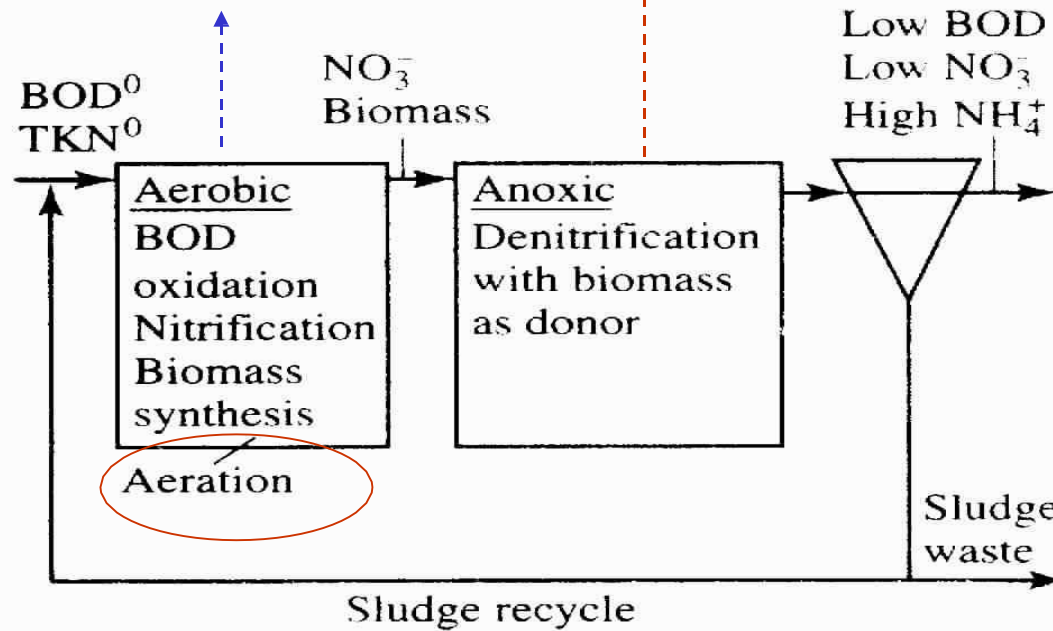 BOD⁰
TKN⁰
NO₃⁻
Biomass
Low BOD
Low NO₃⁻
High NH₄⁺
Aerobic
BOD
oxidation
Nitrification
Biomass
synthesis
Aeration
Anoxic
Denitrification
with biomass
as donor
Sludge
waste
Sludge recycle